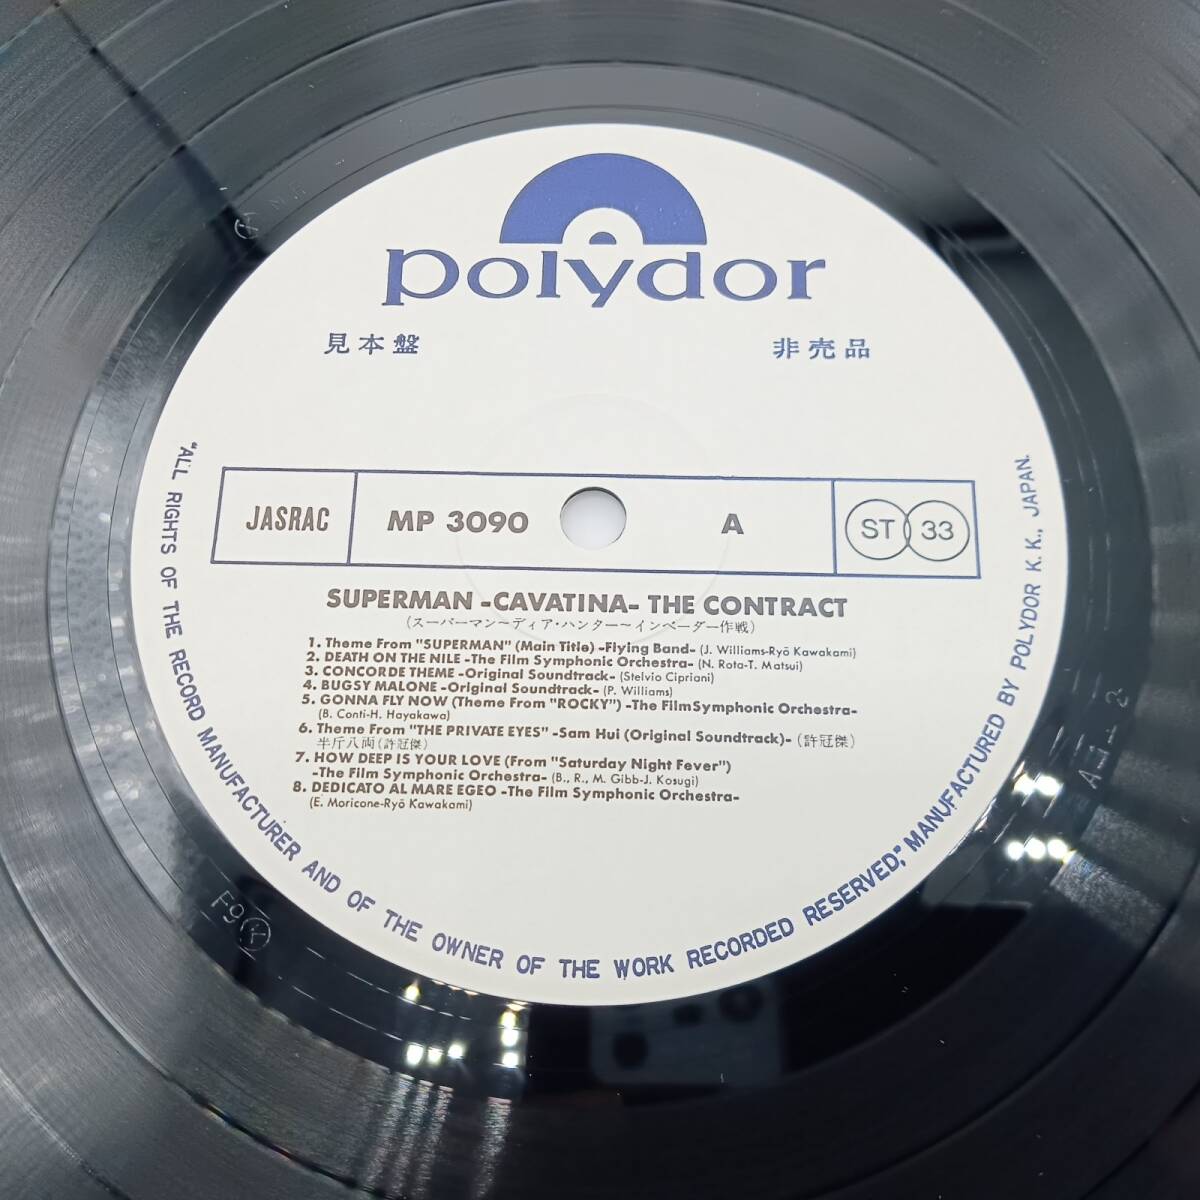 polydor
見本盤 非売品
JASRAC MP 3090 A ST 33
SUPERMAN -CAVATINA- THE CONTRACT
(スーパーマン〜ディア・ハンター〜インベーダー作戦)
1. Theme From "SUPERMAN" (Main Title) -Flying Band- (J. Williams-Ryō Kawakami)
2. DEATH ON THE NILE -The Film Symphonic Orchestra- (N. Rota-T. Matsui)
3. CONCORDE THEME -Original Soundtrack- (Stelvio Cipriani)
4. BUGSY MALONE -Original Soundtrack- (P. Williams)
5. GONNA FLY NOW (Theme From "ROCKY") -The FilmSymphonic Orchestra-
(B. Conti-H. Hayakawa)
6. Theme From "THE PRIVATE EYES" -Sam Hui (Original Soundtrack)- (許冠傑)
半斤八両(許冠傑)
7. HOW DEEP IS YOUR LOVE (From "Saturday Night Fever")
-The Film Symphonic Orchestra- (B., R., M. Gibb-J. Kosugi)
8. DEDICATO AL MARE EGEO -The Film Symphonic Orchestra-
(E. Moricone-Ryō Kawakami)
"ALL RIGHTS OF THE RECORD MANUFACTURER AND OF THE OWNER OF THE WORK RECORDED RESERVED," MANUFACTURED BY POLYDOR K.K., JAPAN.
F9 K